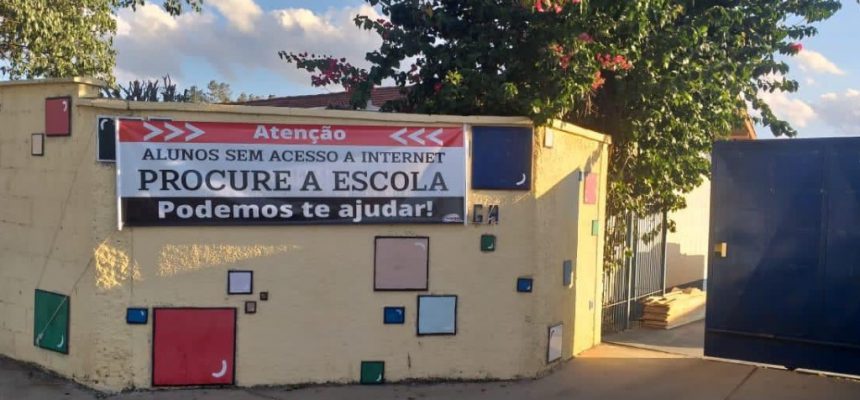 >>> Atenção <<<
ALUNOS SEM ACESSO A INTERNET
PROCURE A ESCOLA
Podemos te ajudar!